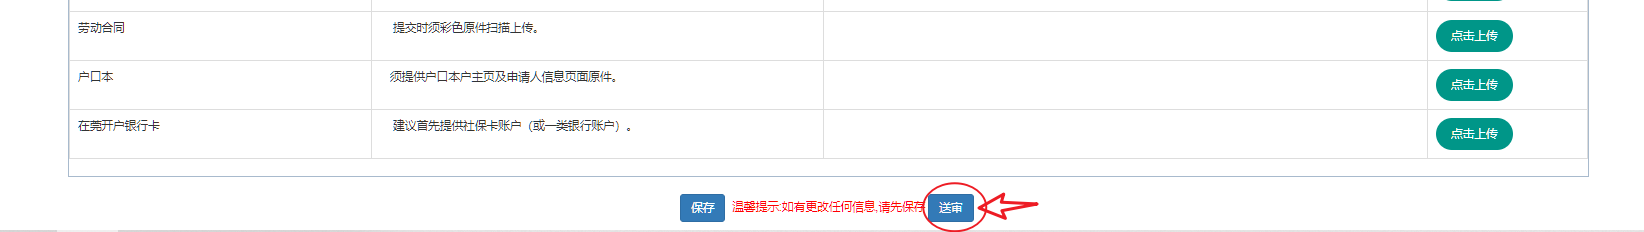 劳动合同 提交时须彩色原件扫描上传。 点击上传
户口本 须提供户口本户主页及申请人信息页面原件。 点击上传
在莞开户银行卡 建议首先提供社保卡账户（或一类银行账户）。 点击上传
保存 温馨提示:如有更改任何信息,请先保存 送审